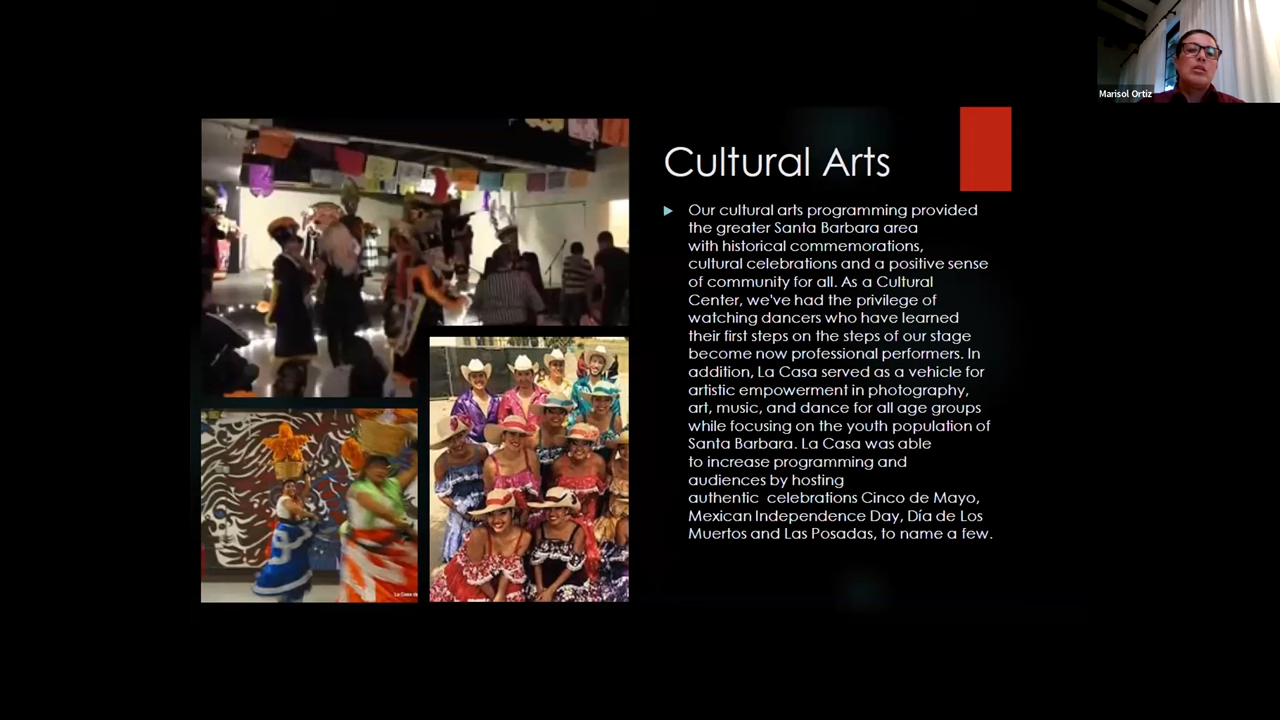 Marisol Ortiz
Cultural Arts
Our cultural arts programming provided
the greater Santa Barbara area
with historical commemorations,
cultural celebrations and a positive sense
of community for all. As a Cultural
Center, we've had the privilege of
watching dancers who have learned
their first steps on the steps of our stage
become now professional performers. In
addition, La Casa served as a vehicle for
artistic empowerment in photography,
art, music, and dance for all age groups
while focusing on the youth population of
Santa Barbara. La Casa was able
to increase programming and
audiences by hosting
authentic  celebrations Cinco de Mayo,
Mexican Independence Day, Día de Los
Muertos and Las Posadas, to name a few.
La Casa de